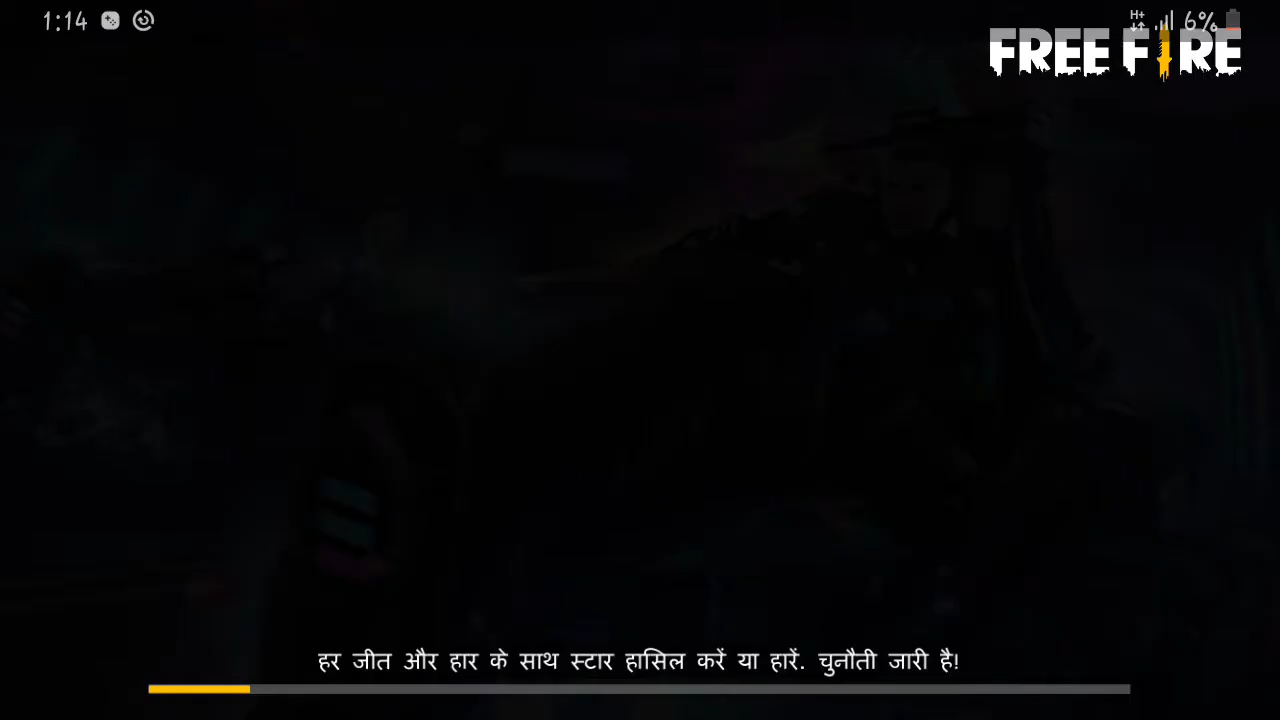 1:14
H+ 6%
FREE FIRE
हर जीत और हार के साथ स्टार हासिल करें या हारें. चुनौती जारी है!